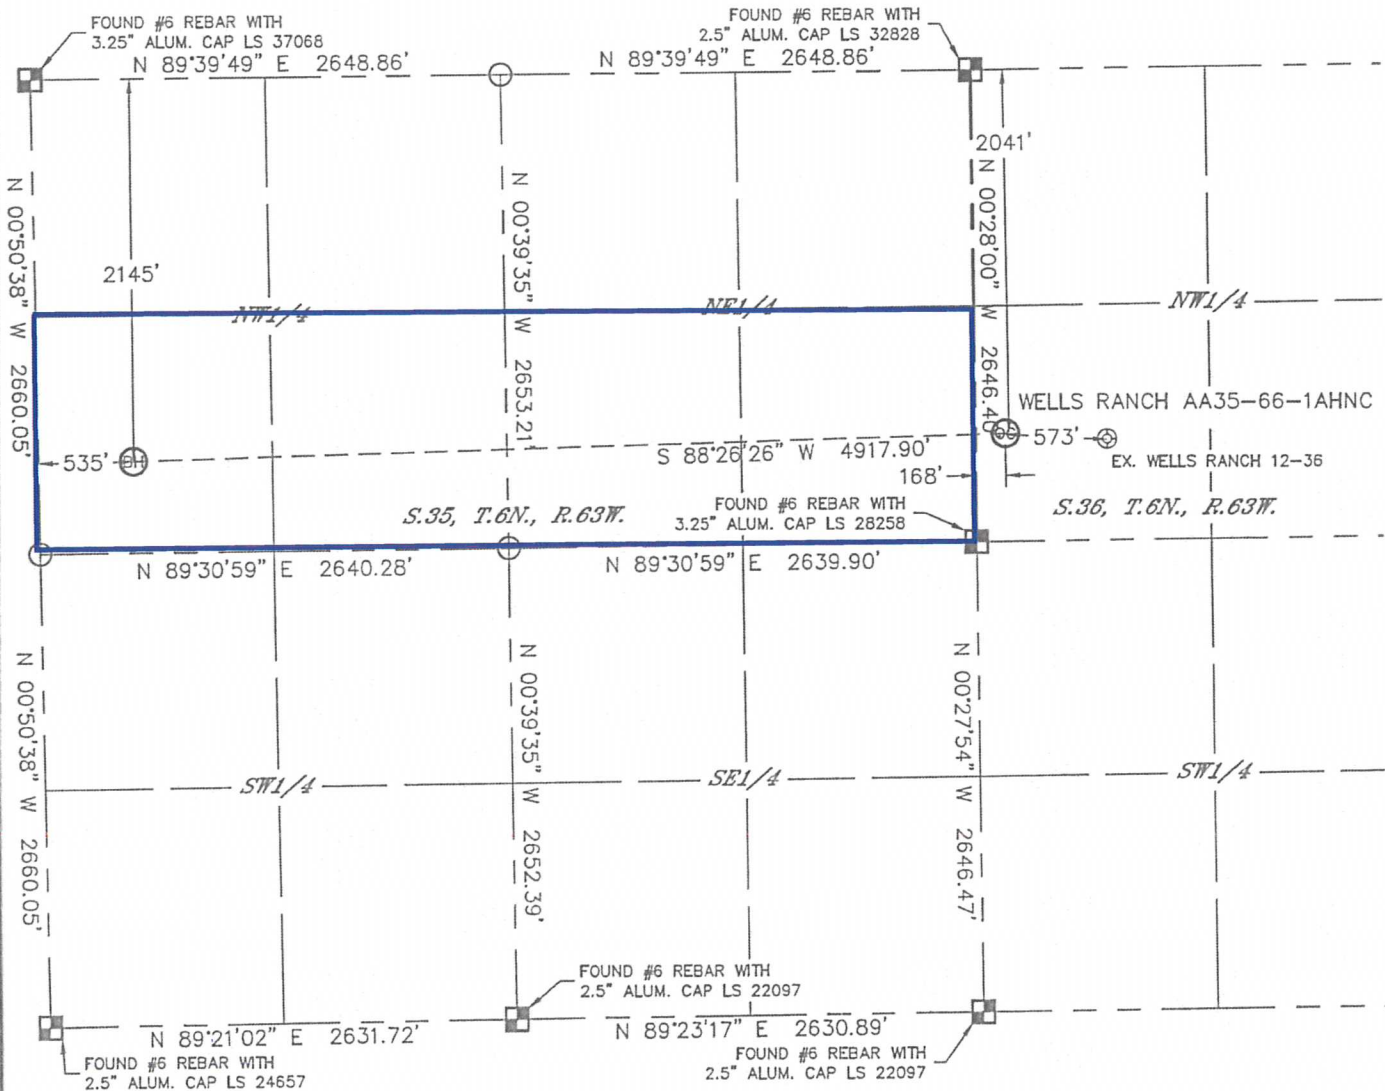 FOUND #6 REBAR WITH
3.25" ALUM. CAP LS 37068
FOUND #6 REBAR WITH
2.5" ALUM. CAP LS 32828
N 89°39'49" E 2648.86'
N 89°39'49" E 2648.86'
2041'
N 00°50'38" W 2660.05'
N 00°39'35" W 2653.21'
N 00°28'00" W 2646.40'
2145'
NW1/4
NE1/4
NW1/4
WELLS RANCH AA35-66-1AHNC
535'
BH
S 88°26'26" W 4917.90'
573'
EX. WELLS RANCH 12-36
168'
FOUND #6 REBAR WITH
3.25" ALUM. CAP LS 28258
S.35, T.6N., R.63W.
S.36, T.6N., R.63W.
N 89°30'59" E 2640.28'
N 89°30'59" E 2639.90'
N 00°50'38" W 2660.05'
N 00°39'35" W 2652.39'
N 00°27'54" W 2646.47'
SW1/4
SE1/4
SW1/4
FOUND #6 REBAR WITH
2.5" ALUM. CAP LS 22097
N 89°21'02" E 2631.72'
N 89°23'17" E 2630.89'
FOUND #6 REBAR WITH
2.5" ALUM. CAP LS 24657
FOUND #6 REBAR WITH
2.5" ALUM. CAP LS 22097